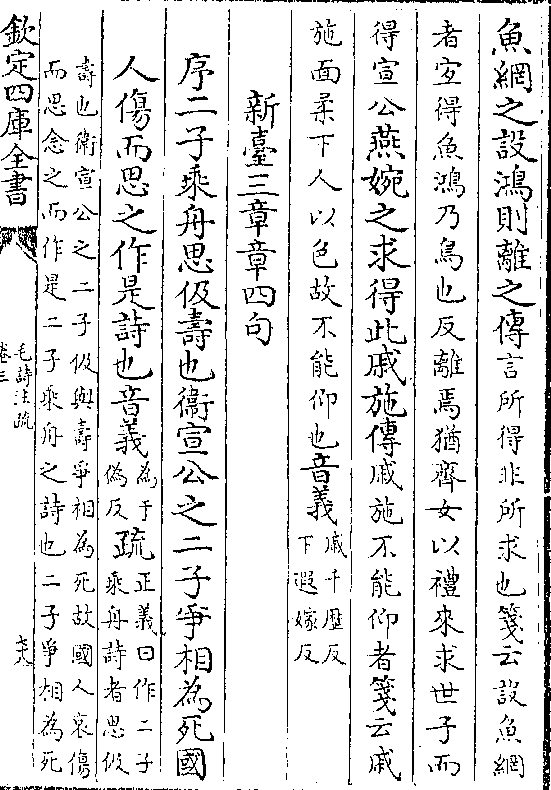 魚網之設鴻則離之傳言所得非所求也箋云設魚網
者宜得魚鴻乃鳥也反離焉猶齊女以禮來求世子而
得宣公燕婉之求得此戚施傳戚施不能仰者箋云戚
施面柔下人以色故不能仰也音義戚千歷反
下遐嫁反
新臺三章章四句
序二子乘舟思伋壽也衛宣公之二子爭相為死國
人傷而思之作是詩也音義為于
偽反疏正義曰作二子
乘舟詩者思伋
壽也衛宣公之二子伋與壽爭相為死故國人哀傷
而思念之而作是二子乘舟之詩也二子爭相為死
欽定四庫全書
毛詩注疏
卷三